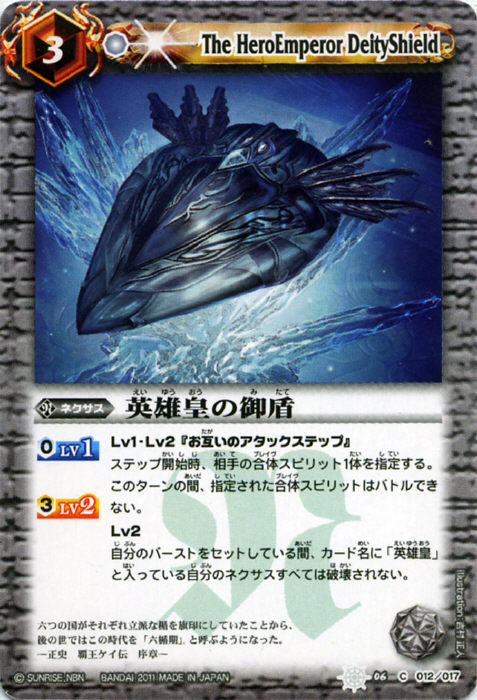 3
The HeroEmperor DeityShield
ネクサス
えいゆうおう みたて
英雄皇の御盾
0 LV1
Lv1・Lv2『お互いのアタックステップ』
ステップ開始時、相手の合体スピリット1体を指定する。
このターンの間、指定された合体スピリットはバトルでき
ない。
3 LV2
Lv2
自分のバーストをセットしている間、カード名に「英雄皇」
と入っている自分のネクサスすべては破壊されない。
六つの国がそれぞれ立派な楯を旗印にしていたことから、
後の世ではこの時代を「六楯期」と呼ぶようになった。
―正史 覇王ケイ伝 序章―
illustration
© SUNRISE,NBN BANDAI 2011 MADE IN JAPAN
06 C 012/017